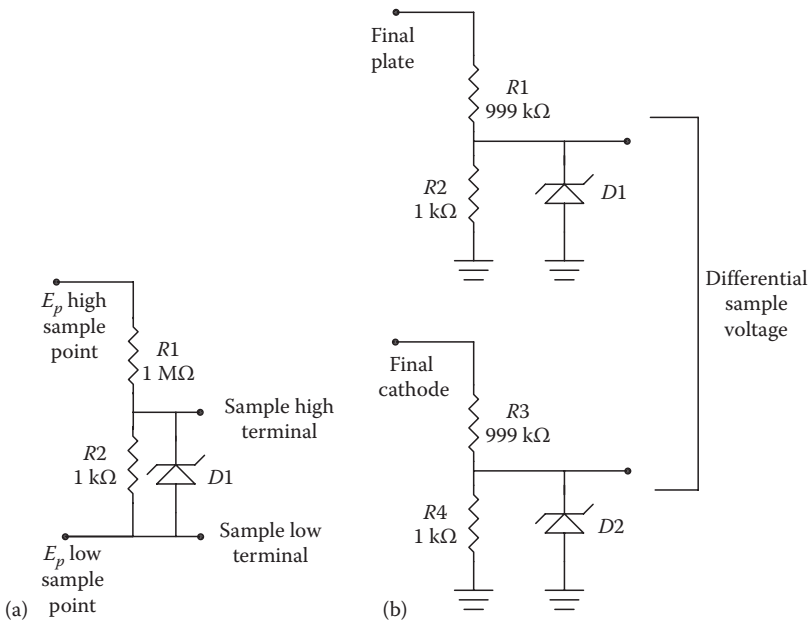 E_p high
sample
point
R1
1 MΩ
R2
1 kΩ
D1
Sample high
terminal
Sample low
terminal
E_p low
sample
point
(a)
Final
plate
R1
999 kΩ
R2
1 kΩ
D1
Final
cathode
R3
999 kΩ
R4
1 kΩ
D2
Differential
sample
voltage
(b)